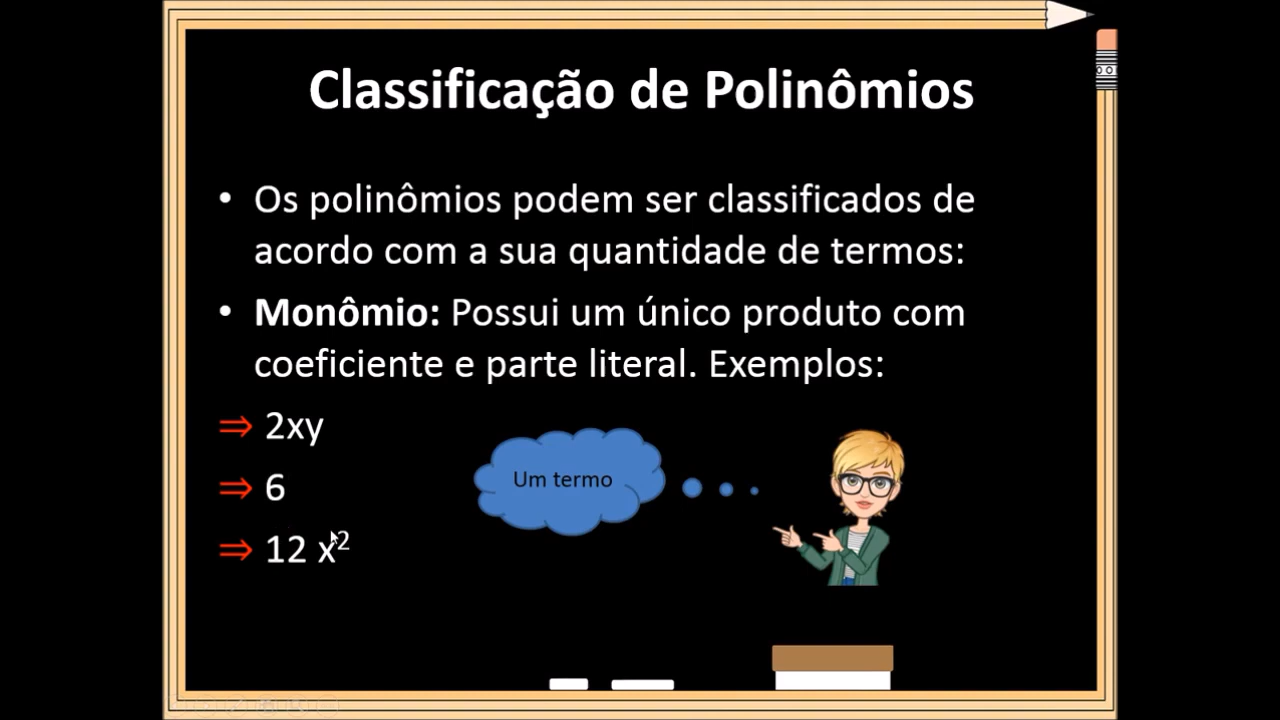 Classificação de Polinômios
• Os polinômios podem ser classificados de
acordo com a sua quantidade de termos:
• Monômio: Possui um único produto com
coeficiente e parte literal. Exemplos:
⇒ 2xy
⇒ 6
⇒ 12 x²
Um termo